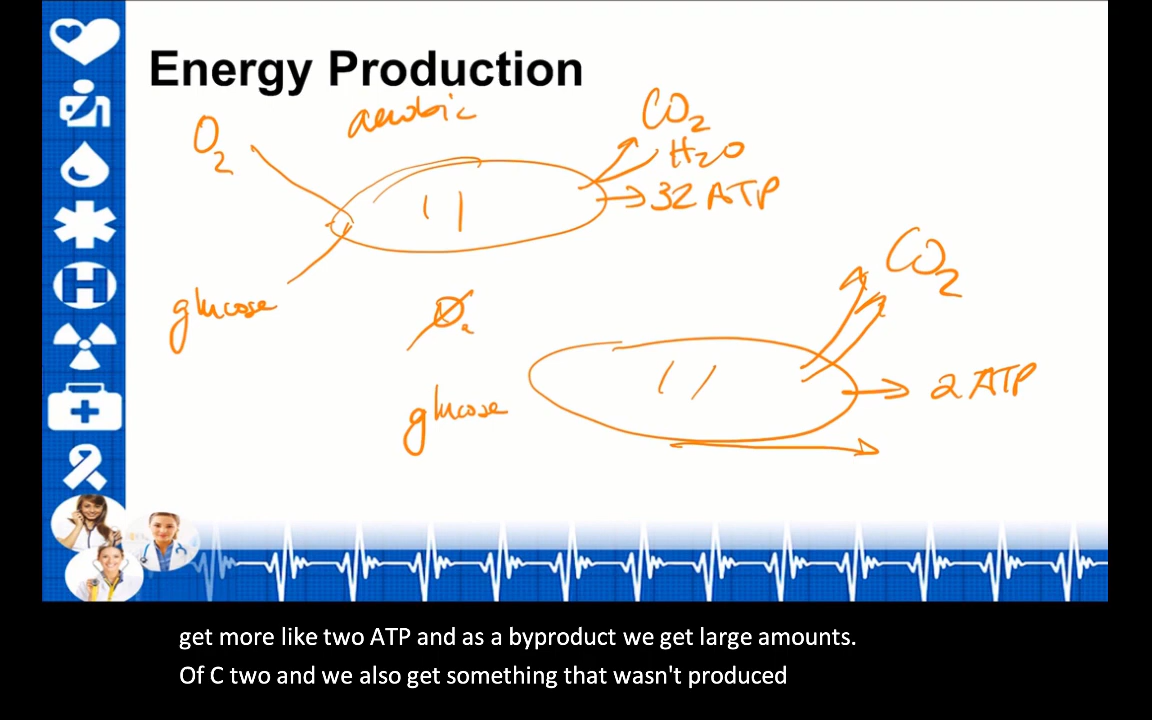 Energy Production
aerobic
O2
CO2
H2O
32 ATP
glucose
O2
CO2
glucose
2 ATP
H
get more like two ATP and as a byproduct we get large amounts.
Of C two and we also get something that wasn't produced